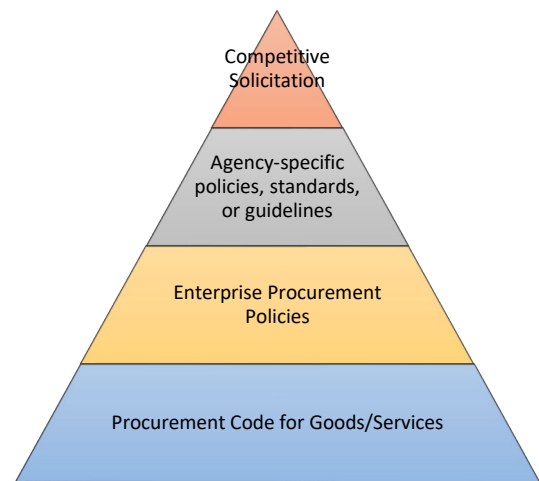 Competitive
Solicitation
Agency-specific
policies, standards,
or guidelines
Enterprise Procurement
Policies
Procurement Code for Goods/Services